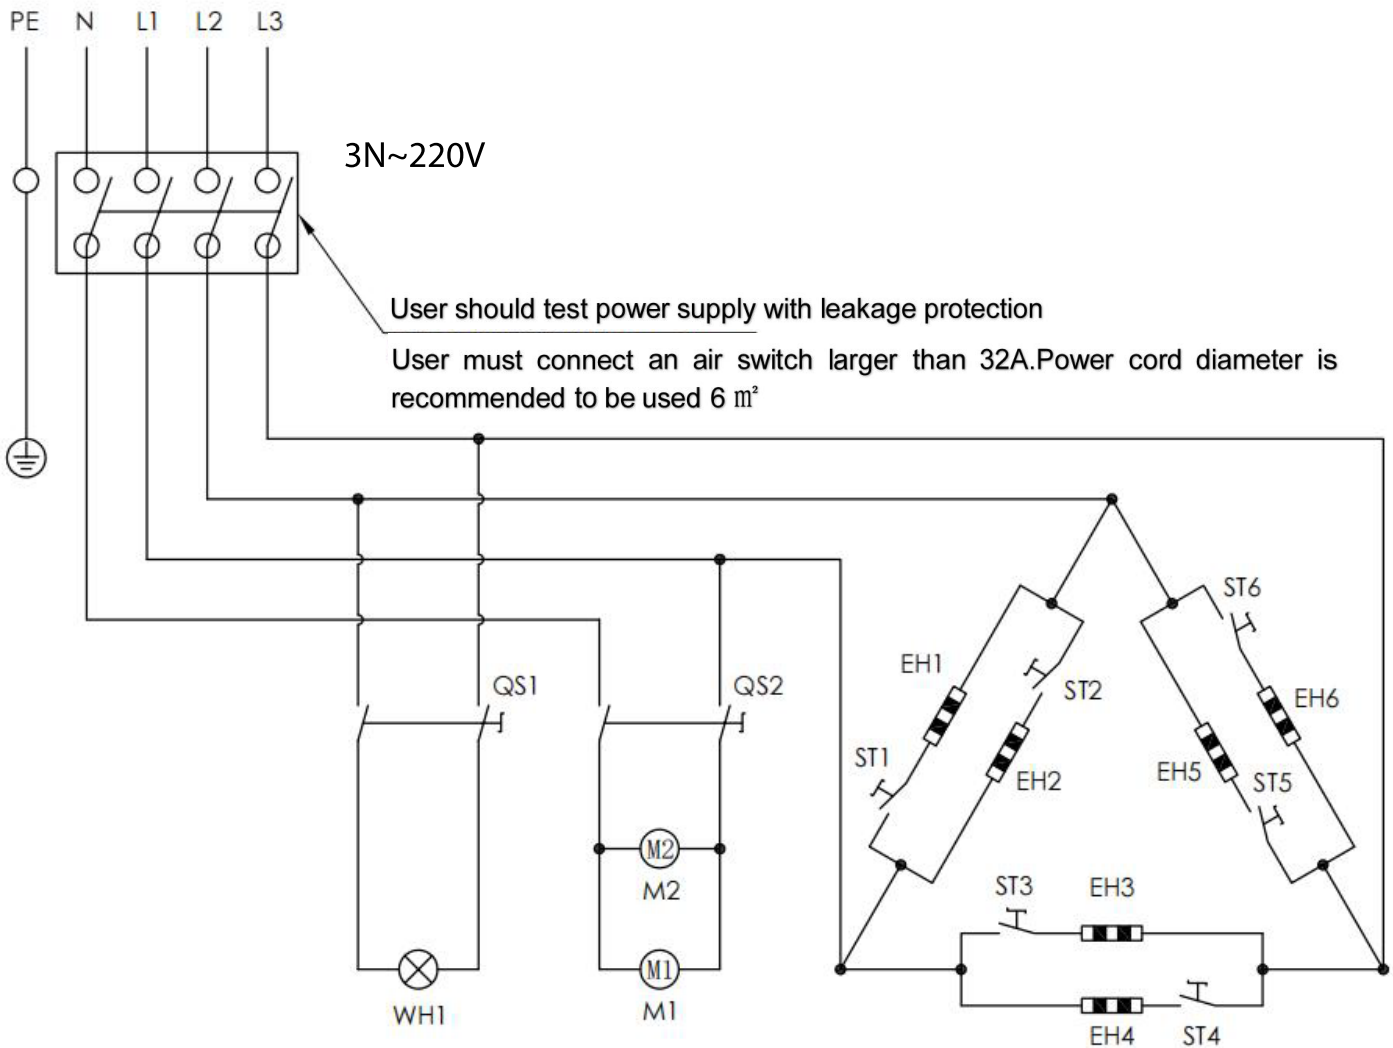 PE N L1 L2 L3
3N~220V
User should test power supply with leakage protection
User must connect an air switch larger than 32A.Power cord diameter is
recommended to be used 6 ㎡
ST6
EH1
QS1
QS2
ST2
EH6
ST1
EH5
EH2
ST5
M2
M2
ST3
EH3
M1
WH1
M1
EH4
ST4